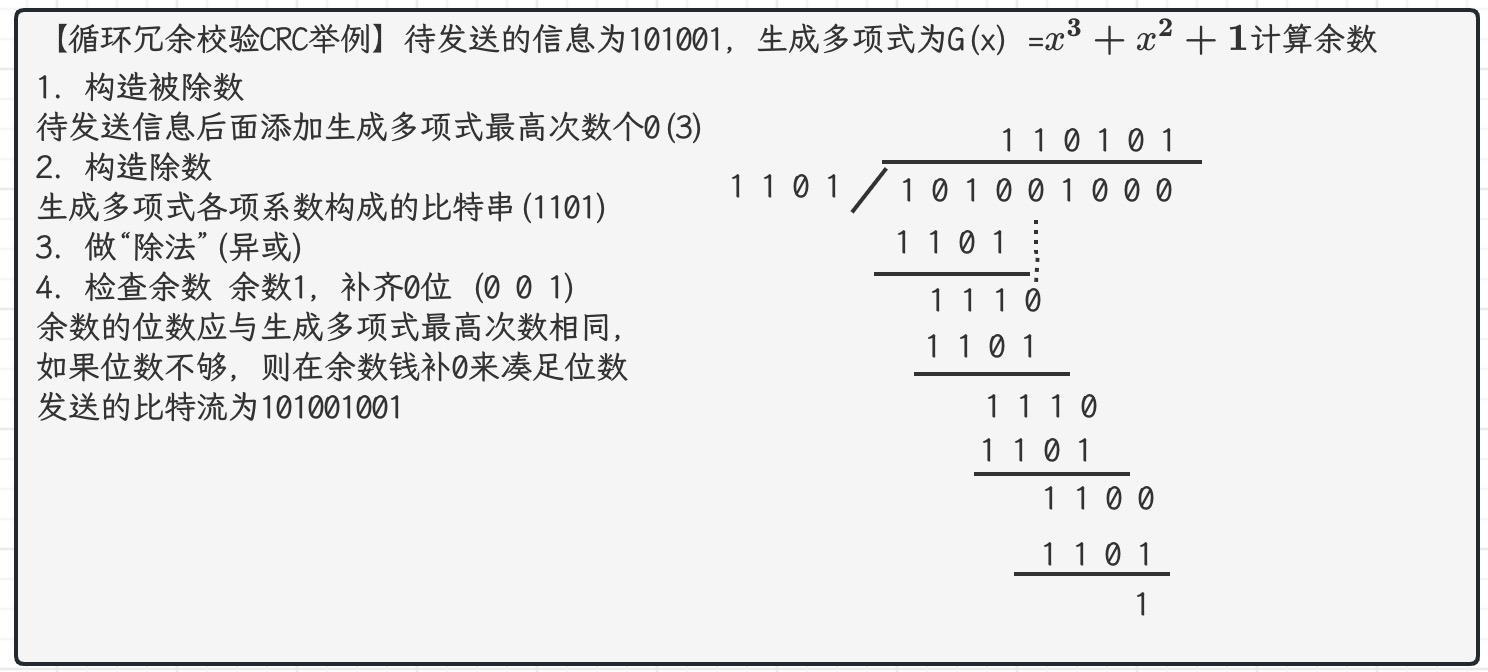 【循环冗余校验CRC举例】待发送的信息为101001，生成多项式为G(x) =x³ + x² + 1计算余数
1. 构造被除数
待发送信息后面添加生成多项式最高次数个0(3)
2. 构造除数
生成多项式各项系数构成的比特串(1101)
3. 做“除法”(异或)
4. 检查余数 余数1，补齐0位 (0 0 1)
余数的位数应与生成多项式最高次数相同，
如果位数不够，则在余数钱补0来凑足位数
发送的比特流为101001001
1 1 0 1 0 1
1 1 0 1 1 0 1 0 0 1 0 0 0
1 1 0 1
1 1 1 0
1 1 0 1
1 1 1 0
1 1 0 1
1 1 0 0
1 1 0 1
1